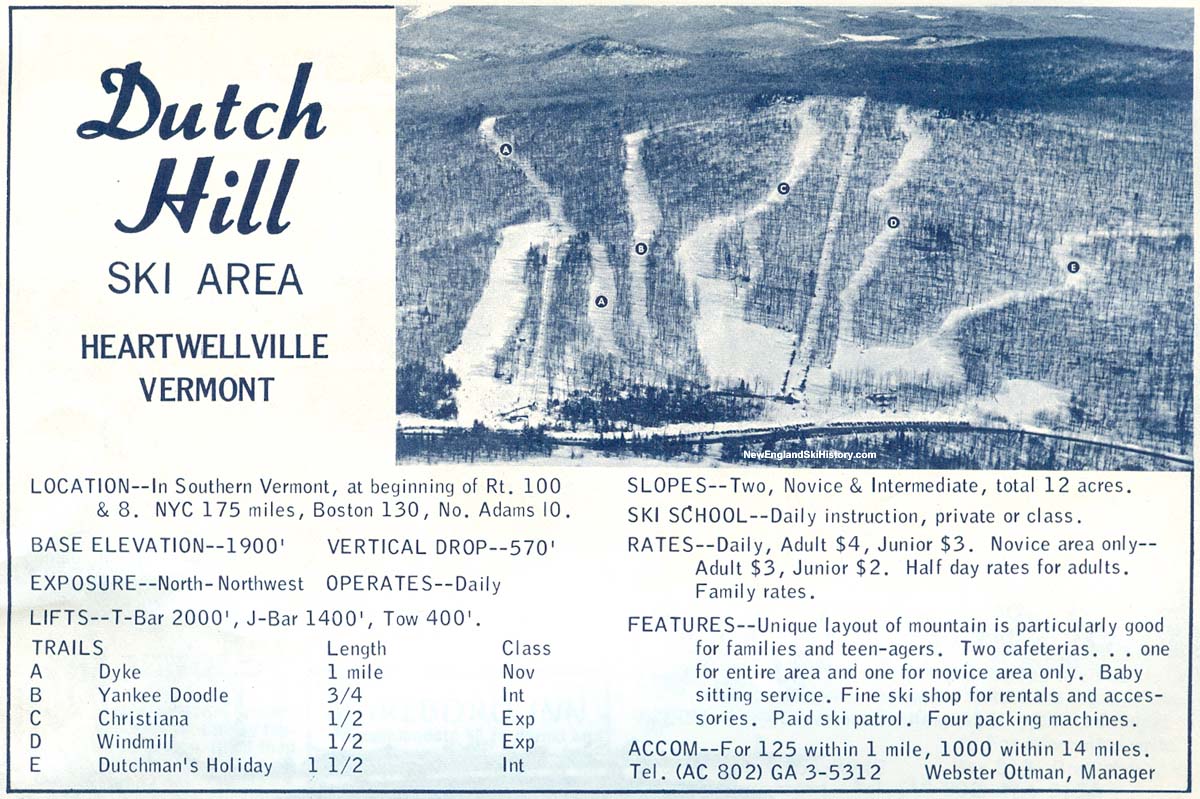 Dutch
Hill
SKI AREA
HEARTWELLVILLE
VERMONT
A
B
C
D
A
E
NewEnglandSkiHistory.com
LOCATION--In Southern Vermont, at beginning of Rt. 100
& 8. NYC 175 miles, Boston 130, No. Adams 10.
BASE ELEVATION--1900' VERTICAL DROP--570'
EXPOSURE--North-Northwest OPERATES--Daily
LIFTS--T-Bar 2000', J-Bar 1400', Tow 400'.
TRAILS Length Class
A Dyke 1 mile Nov
B Yankee Doodle 3/4 Int
C Christiana 1/2 Exp
D Windmill 1/2 Exp
E Dutchman's Holiday 1 1/2 Int
SLOPES--Two, Novice & Intermediate, total 12 acres.
SKI SCHOOL--Daily instruction, private or class.
RATES--Daily, Adult $4, Junior $3. Novice area only--
Adult $3, Junior $2. Half day rates for adults.
Family rates.
FEATURES--Unique layout of mountain is particularly good
for families and teen-agers. Two cafeterias. . . one
for entire area and one for novice area only. Baby
sitting service. Fine ski shop for rentals and acces-
sories. Paid ski patrol. Four packing machines.
ACCOM--For 125 within 1 mile, 1000 within 14 miles.
Tel. (AC 802) GA 3-5312 Webster Ottman, Manager